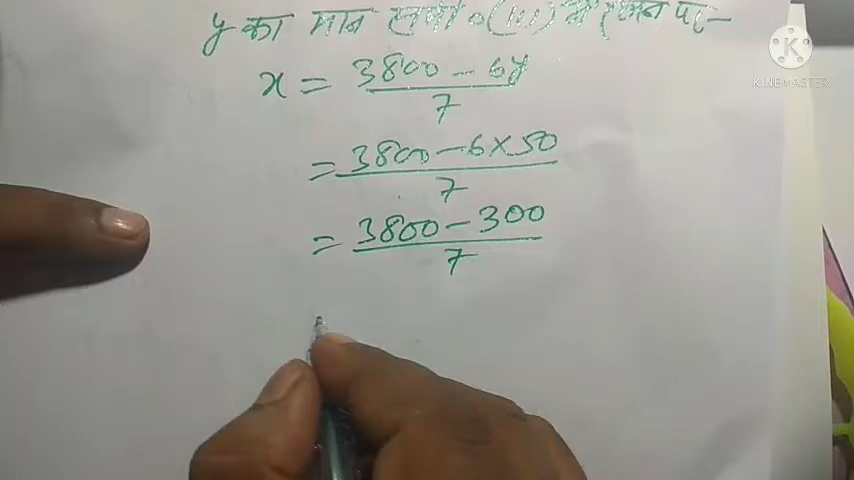 y का मान समी० (iii) में रखने पर-
KINEMASTER
x = 3800 - 6y / 7
= 3800 - 6×50 / 7
= 3800 - 300 / 7